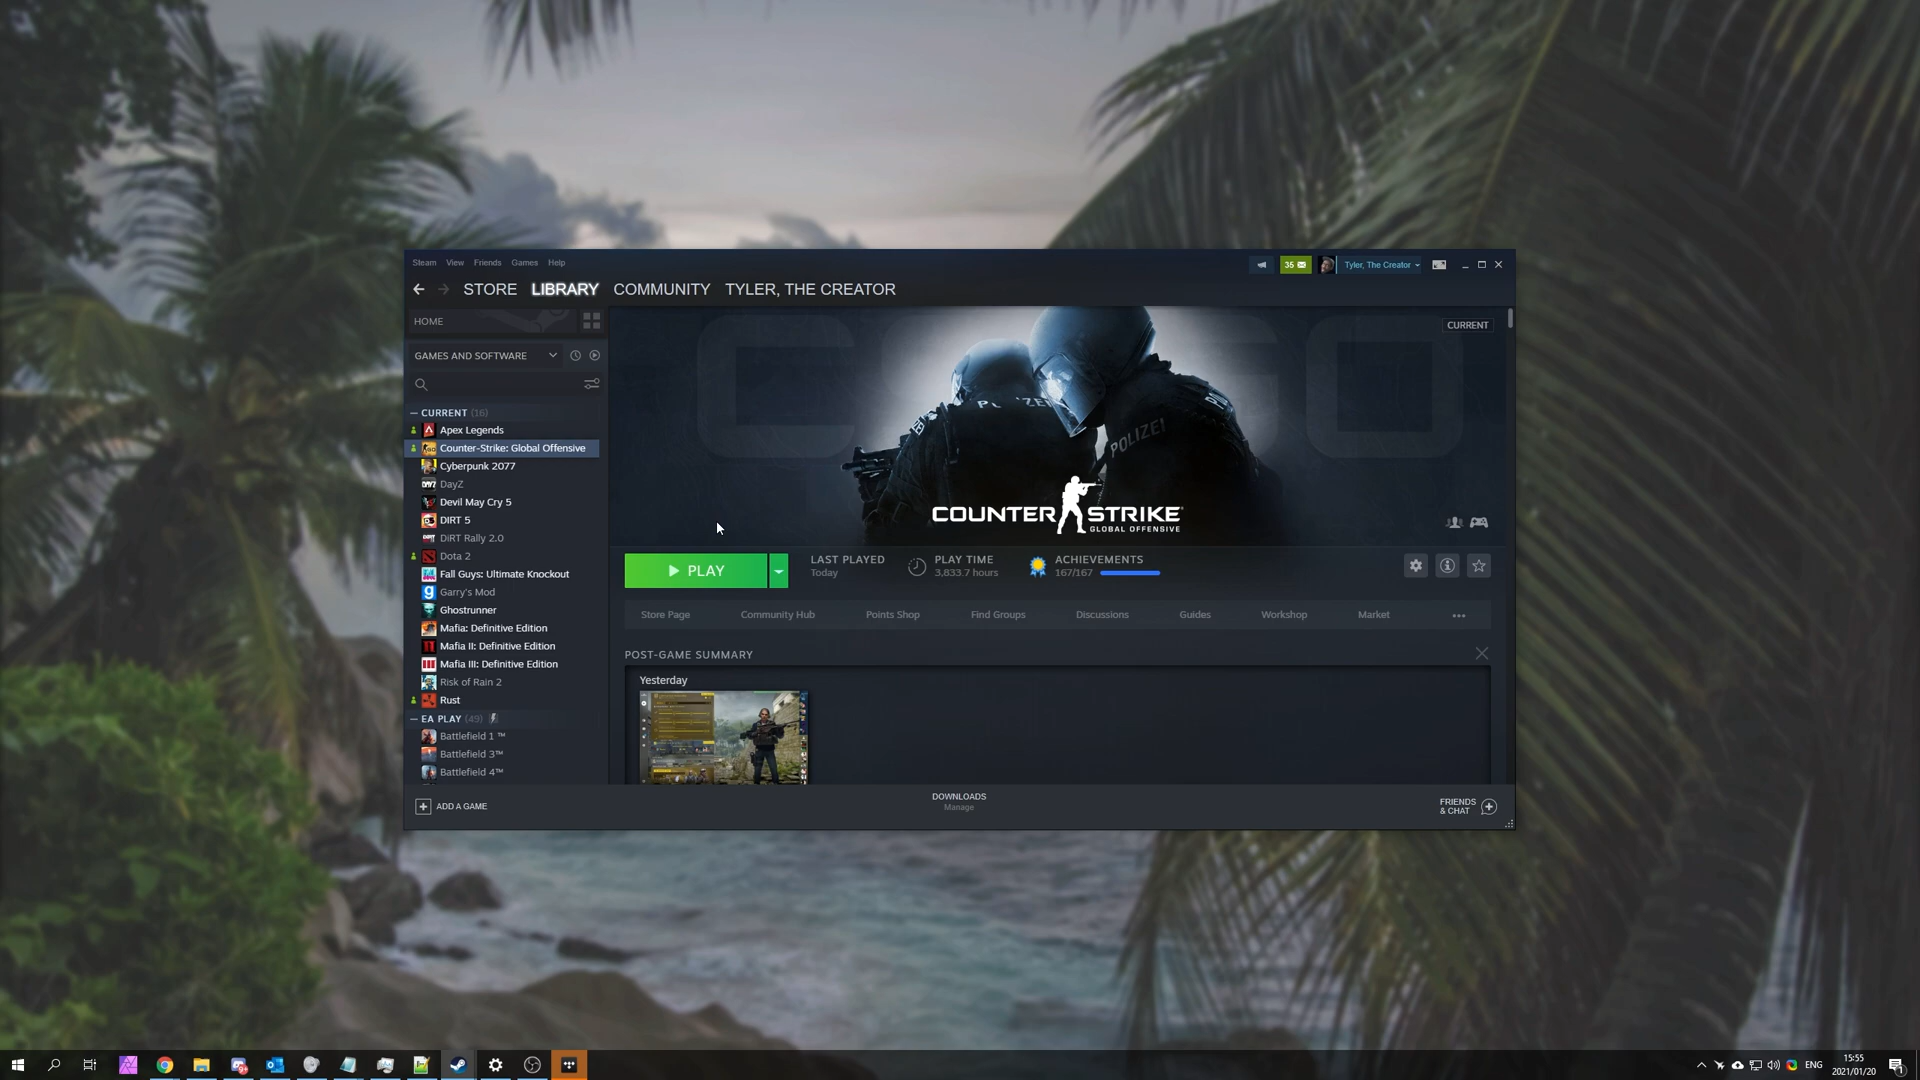 Steam View Friends Games Help
35
Tyler, The Creator
STORE LIBRARY COMMUNITY TYLER, THE CREATOR
HOME
CURRENT
GAMES AND SOFTWARE
CURRENT (16)
Apex Legends
Counter-Strike: Global Offensive
Cyberpunk 2077
DayZ
Devil May Cry 5
DIRT 5
DiRT Rally 2.0
Dota 2
Fall Guys: Ultimate Knockout
Garry's Mod
Ghostrunner
Mafia: Definitive Edition
Mafia II: Definitive Edition
Mafia III: Definitive Edition
Risk of Rain 2
Rust
EA PLAY (49)
Battlefield 1 ™
Battlefield 3™
Battlefield 4™
POLIZEI
COUNTER STRIKE
GLOBAL OFFENSIVE
PLAY
LAST PLAYED
Today
PLAY TIME
3,833.7 hours
ACHIEVEMENTS
167/167
Store Page Community Hub Points Shop Find Groups Discussions Guides Workshop Market
POST-GAME SUMMARY
Yesterday
ADD A GAME
DOWNLOADS
Manage
FRIENDS
& CHAT
ENG
15:55
2021/01/20